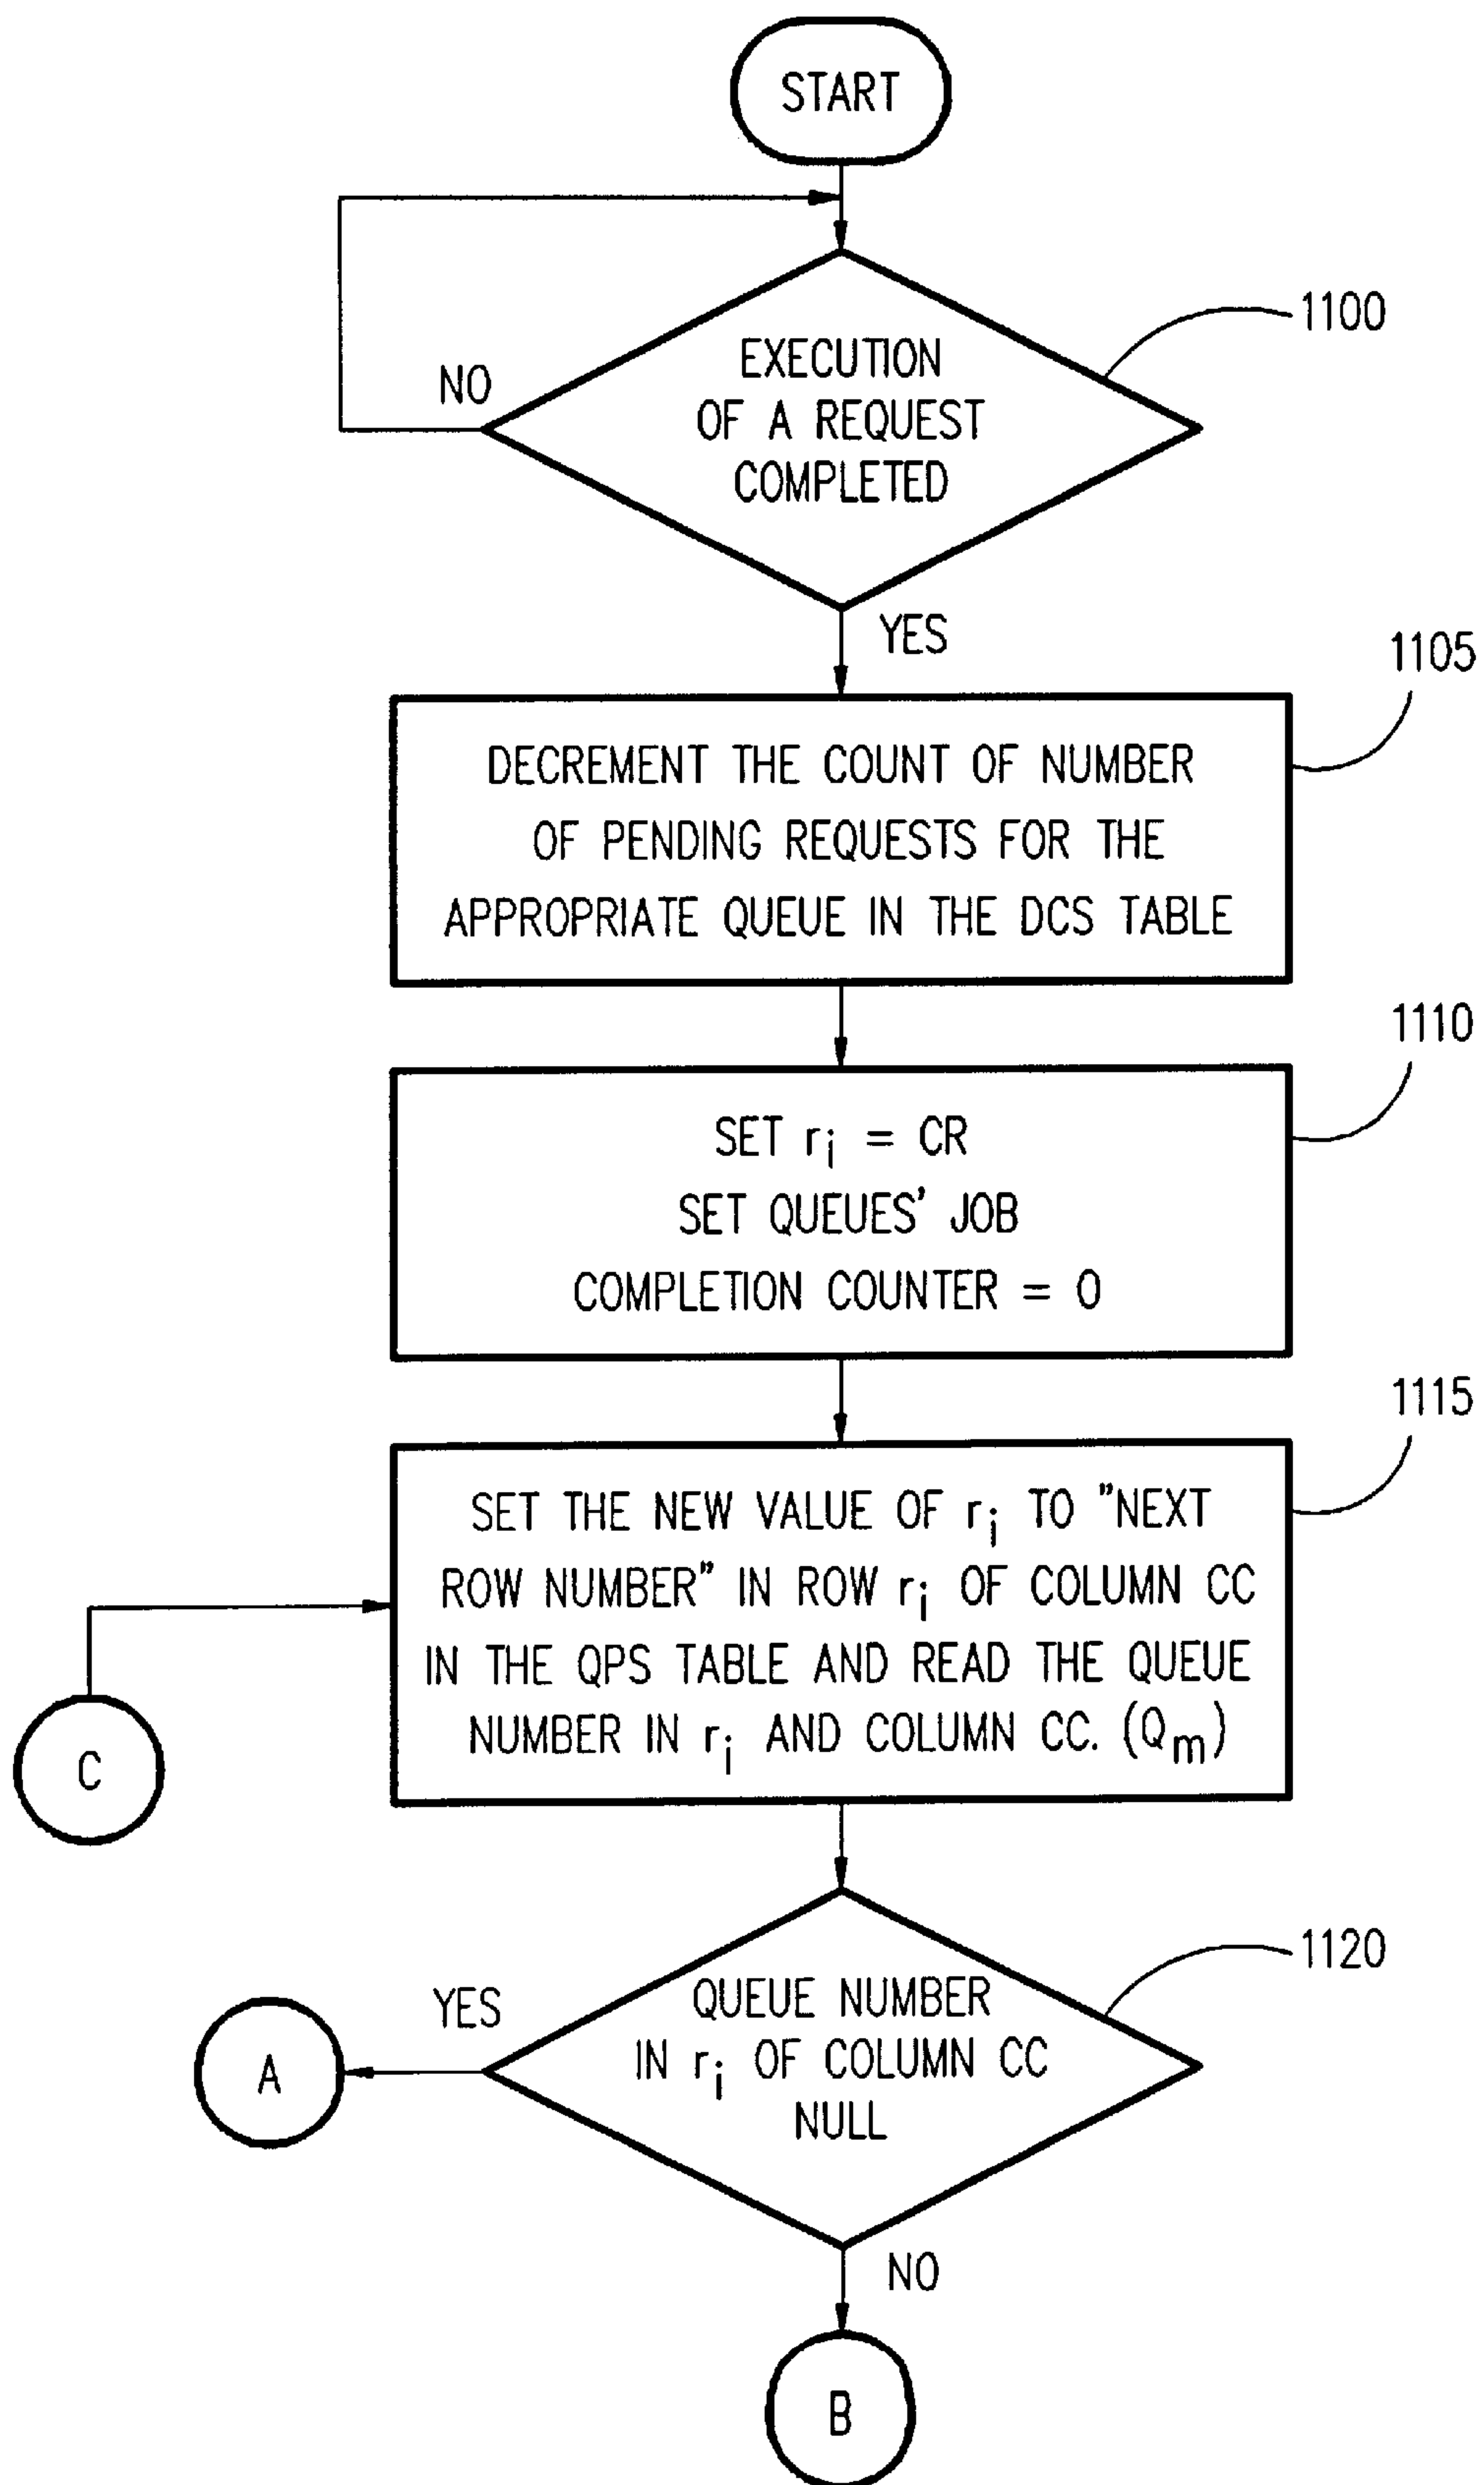 START
1100
EXECUTION
OF A REQUEST
COMPLETED
NO
YES
1105
DECREMENT THE COUNT OF NUMBER
OF PENDING REQUESTS FOR THE
APPROPRIATE QUEUE IN THE DCS TABLE
1110
SET ri = CR
SET QUEUES' JOB
COMPLETION COUNTER = 0
1115
SET THE NEW VALUE OF ri TO "NEXT
ROW NUMBER" IN ROW ri OF COLUMN CC
IN THE QPS TABLE AND READ THE QUEUE
NUMBER IN ri AND COLUMN CC. (Qm)
C
1120
QUEUE NUMBER
IN ri OF COLUMN CC
NULL
YES
A
NO
B